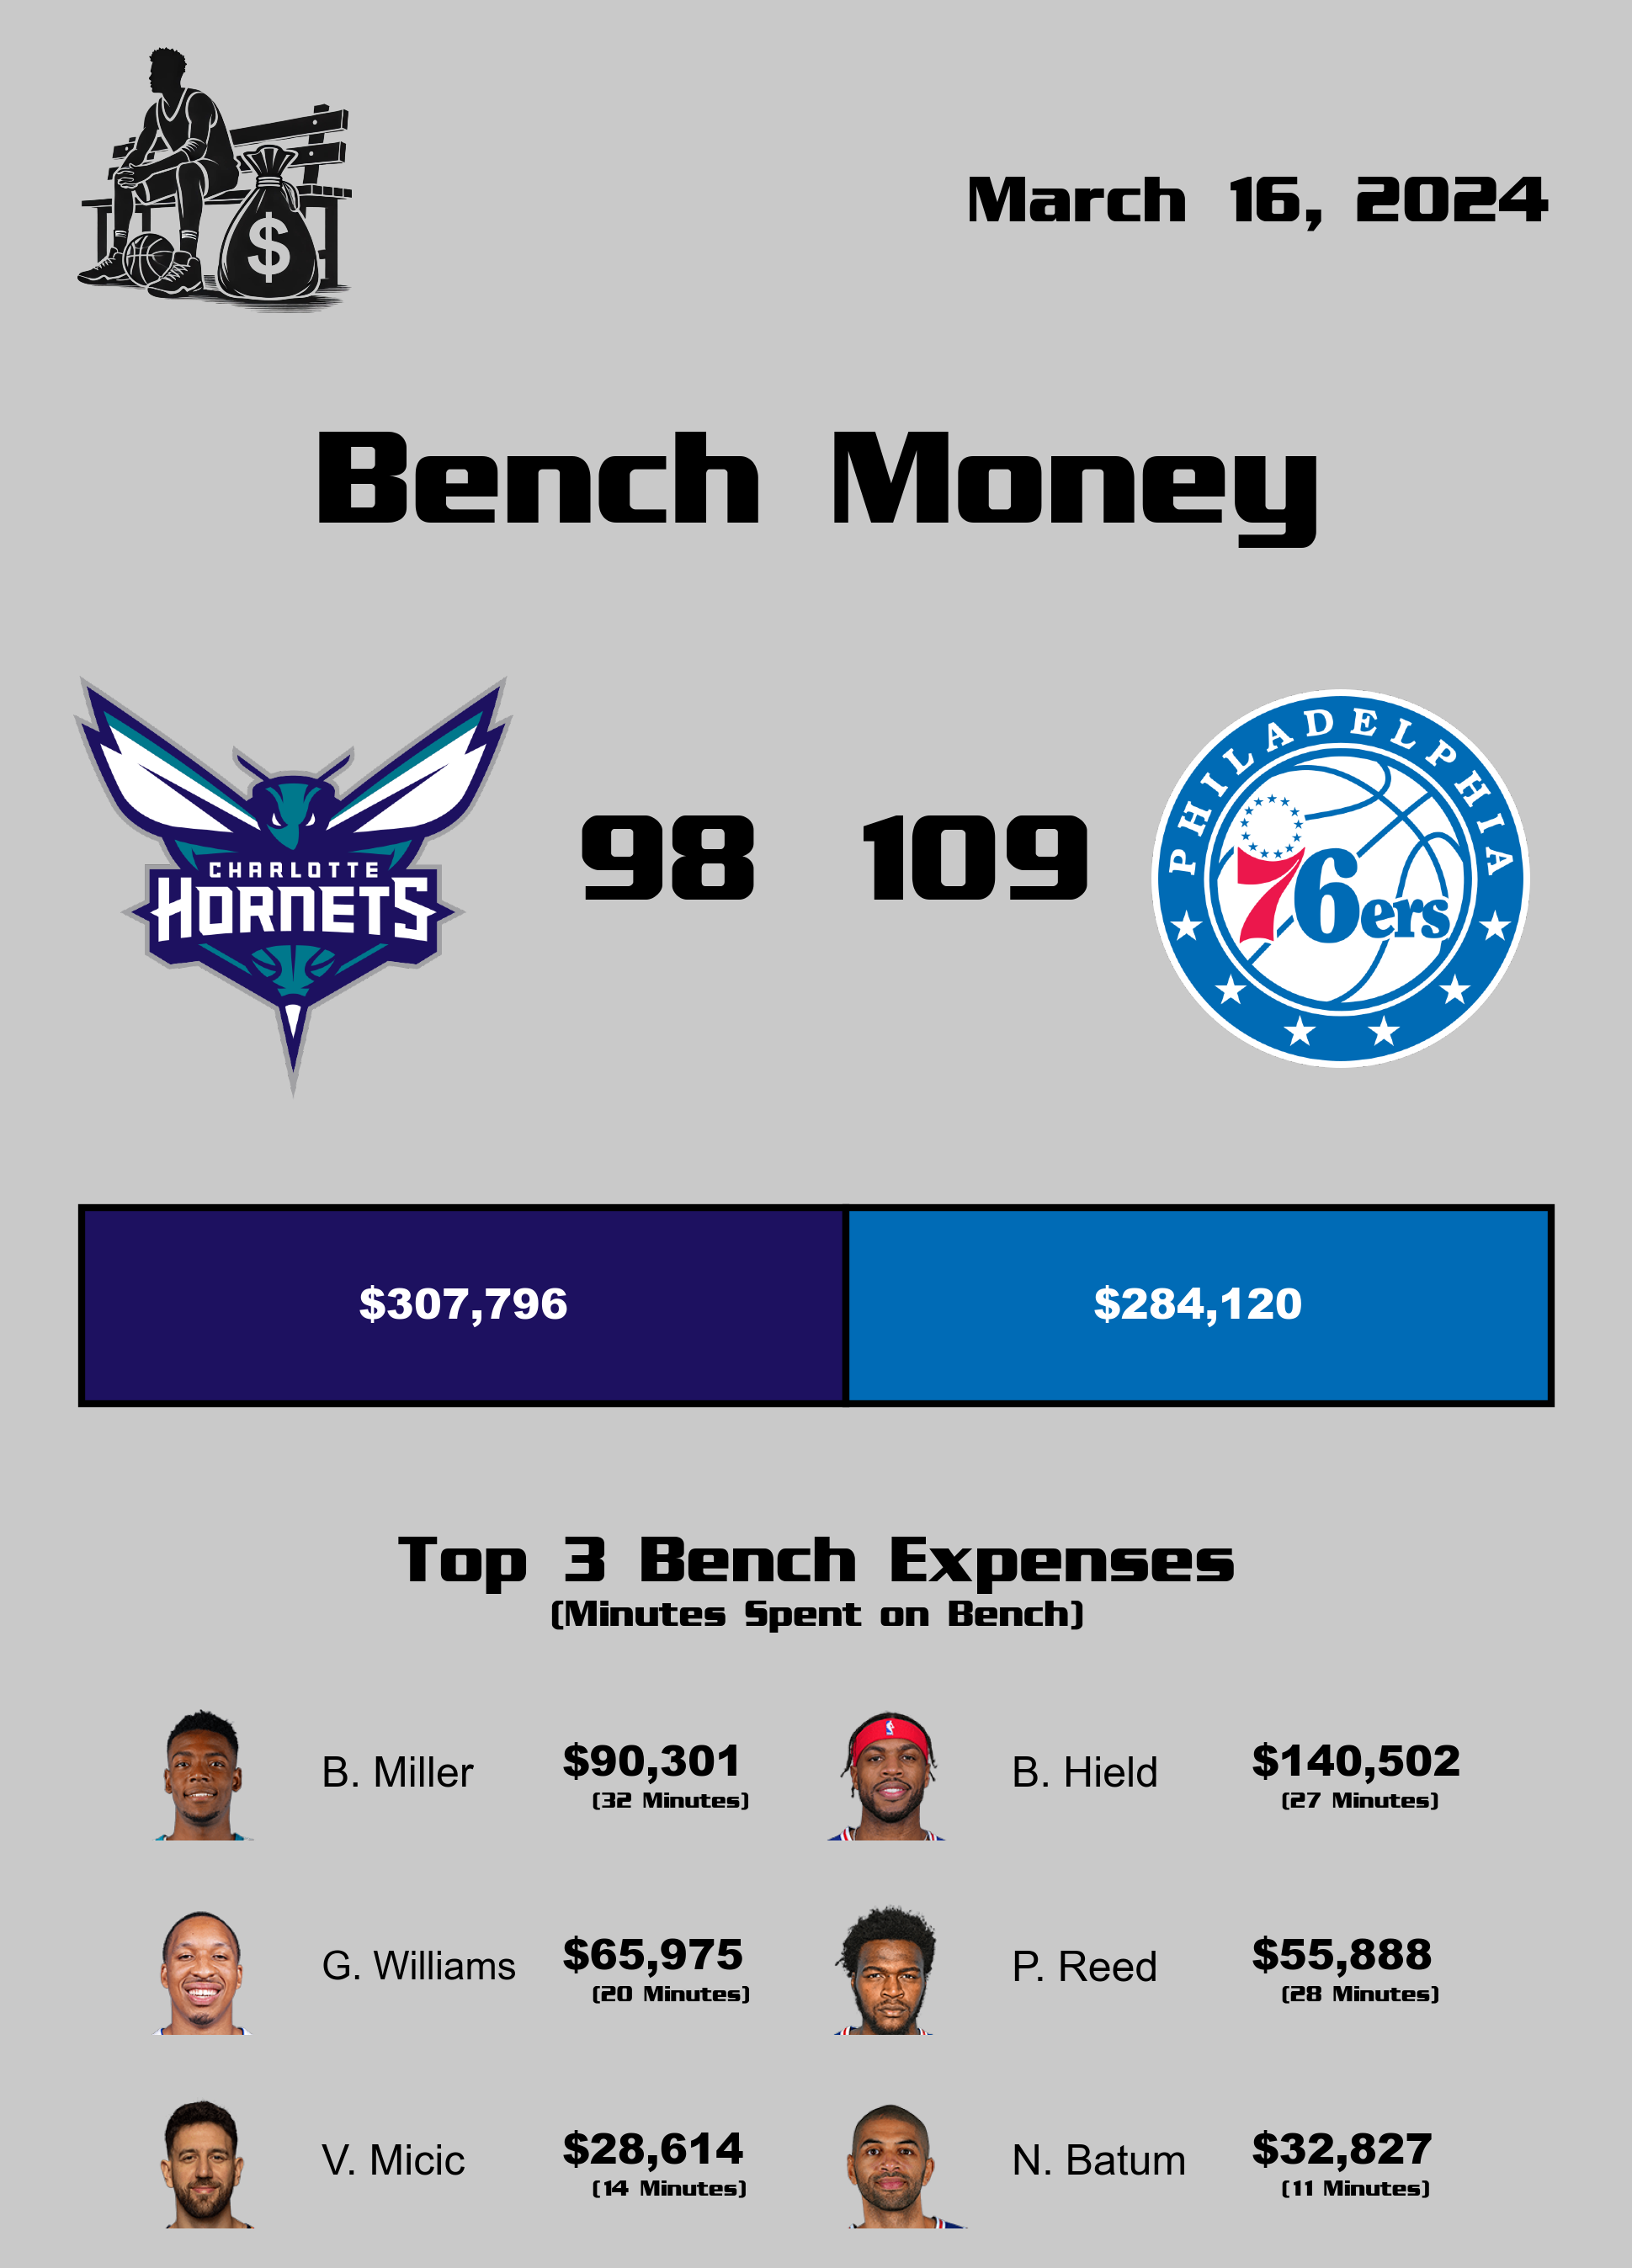 $
March 16, 2024
Bench Money
CHARLOTTE
HORNETS
98 109
PHILADELPHIA
76ers
$307,796 $284,120
Top 3 Bench Expenses
(Minutes Spent on Bench)
B. Miller $90,301
(32 Minutes)
B. Hield $140,502
(27 Minutes)
G. Williams $65,975
(20 Minutes)
P. Reed $55,888
(28 Minutes)
V. Micic $28,614
(14 Minutes)
N. Batum $32,827
(11 Minutes)